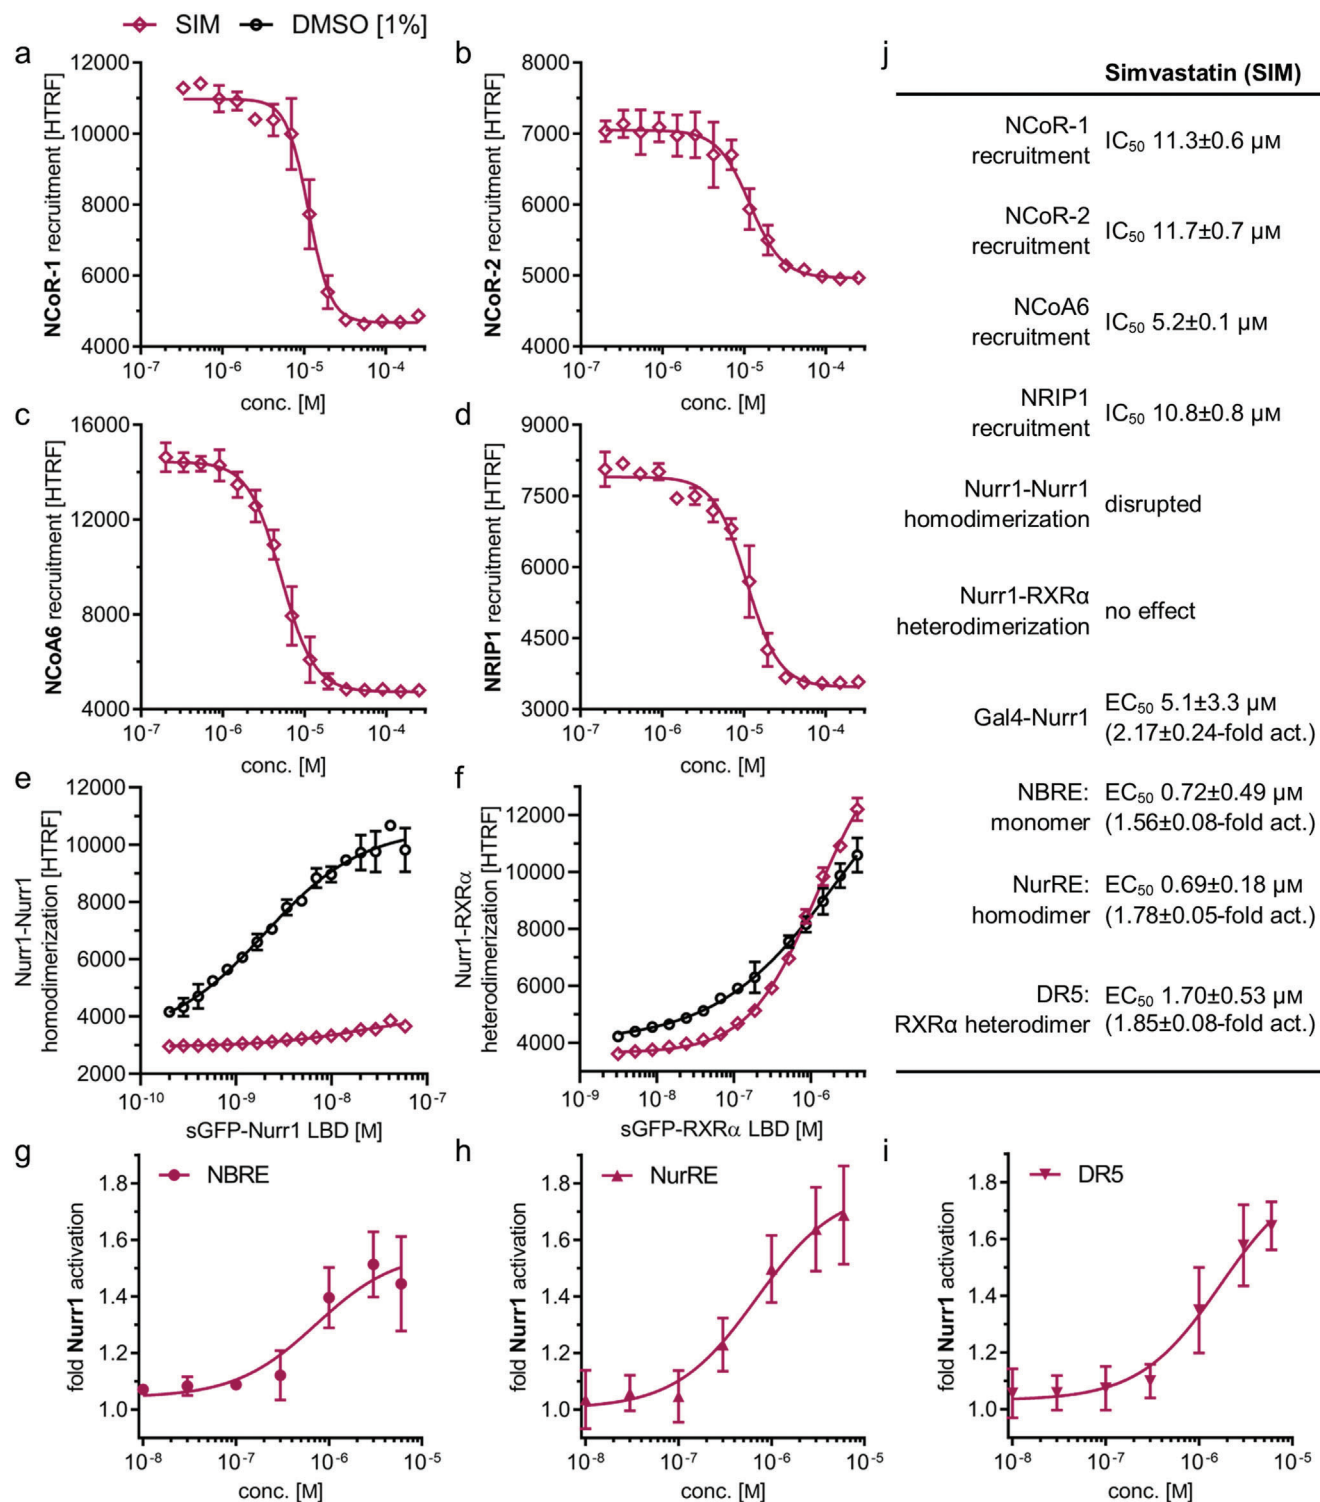 SIM DMSO [1%]
a
NCoR-1 recruitment [HTRF]
12000
10000
8000
6000
4000
10⁻⁷ 10⁻⁶ 10⁻⁵ 10⁻⁴
conc. [M]
b
NCoR-2 recruitment [HTRF]
8000
7000
6000
5000
4000
10⁻⁷ 10⁻⁶ 10⁻⁵ 10⁻⁴
conc. [M]
c
NCoA6 recruitment [HTRF]
16000
12000
8000
4000
10⁻⁷ 10⁻⁶ 10⁻⁵ 10⁻⁴
conc. [M]
d
NRIP1 recruitment [HTRF]
9000
7500
6000
4500
3000
10⁻⁷ 10⁻⁶ 10⁻⁵ 10⁻⁴
conc. [M]
e
Nurr1-Nurr1
homodimerization [HTRF]
12000
10000
8000
6000
4000
2000
10⁻¹⁰ 10⁻⁹ 10⁻⁸ 10⁻⁷
sGFP-Nurr1 LBD [M]
f
Nurr1-RXRα
heterodimerization [HTRF]
12000
10000
8000
6000
4000
10⁻⁹ 10⁻⁸ 10⁻⁷ 10⁻⁶
sGFP-RXRα LBD [M]
g
NBRE
fold Nurr1 activation
1.8
1.6
1.4
1.2
1.0
10⁻⁸ 10⁻⁷ 10⁻⁶ 10⁻⁵
conc. [M]
h
NurRE
fold Nurr1 activation
1.8
1.6
1.4
1.2
1.0
10⁻⁸ 10⁻⁷ 10⁻⁶ 10⁻⁵
conc. [M]
i
DR5
fold Nurr1 activation
1.8
1.6
1.4
1.2
1.0
10⁻⁸ 10⁻⁷ 10⁻⁶ 10⁻⁵
conc. [M]
j
Simvastatin (SIM)
NCoR-1
recruitment
IC₅₀ 11.3±0.6 µM
NCoR-2
recruitment
IC₅₀ 11.7±0.7 µM
NCoA6
recruitment
IC₅₀ 5.2±0.1 µM
NRIP1
recruitment
IC₅₀ 10.8±0.8 µM
Nurr1-Nurr1
homodimerization
disrupted
Nurr1-RXRα
heterodimerization
no effect
Gal4-Nurr1
EC₅₀ 5.1±3.3 µM
(2.17±0.24-fold act.)
NBRE:
monomer
EC₅₀ 0.72±0.49 µM
(1.56±0.08-fold act.)
NurRE:
homodimer
EC₅₀ 0.69±0.18 µM
(1.78±0.05-fold act.)
DR5:
RXRα heterodimer
EC₅₀ 1.70±0.53 µM
(1.85±0.08-fold act.)